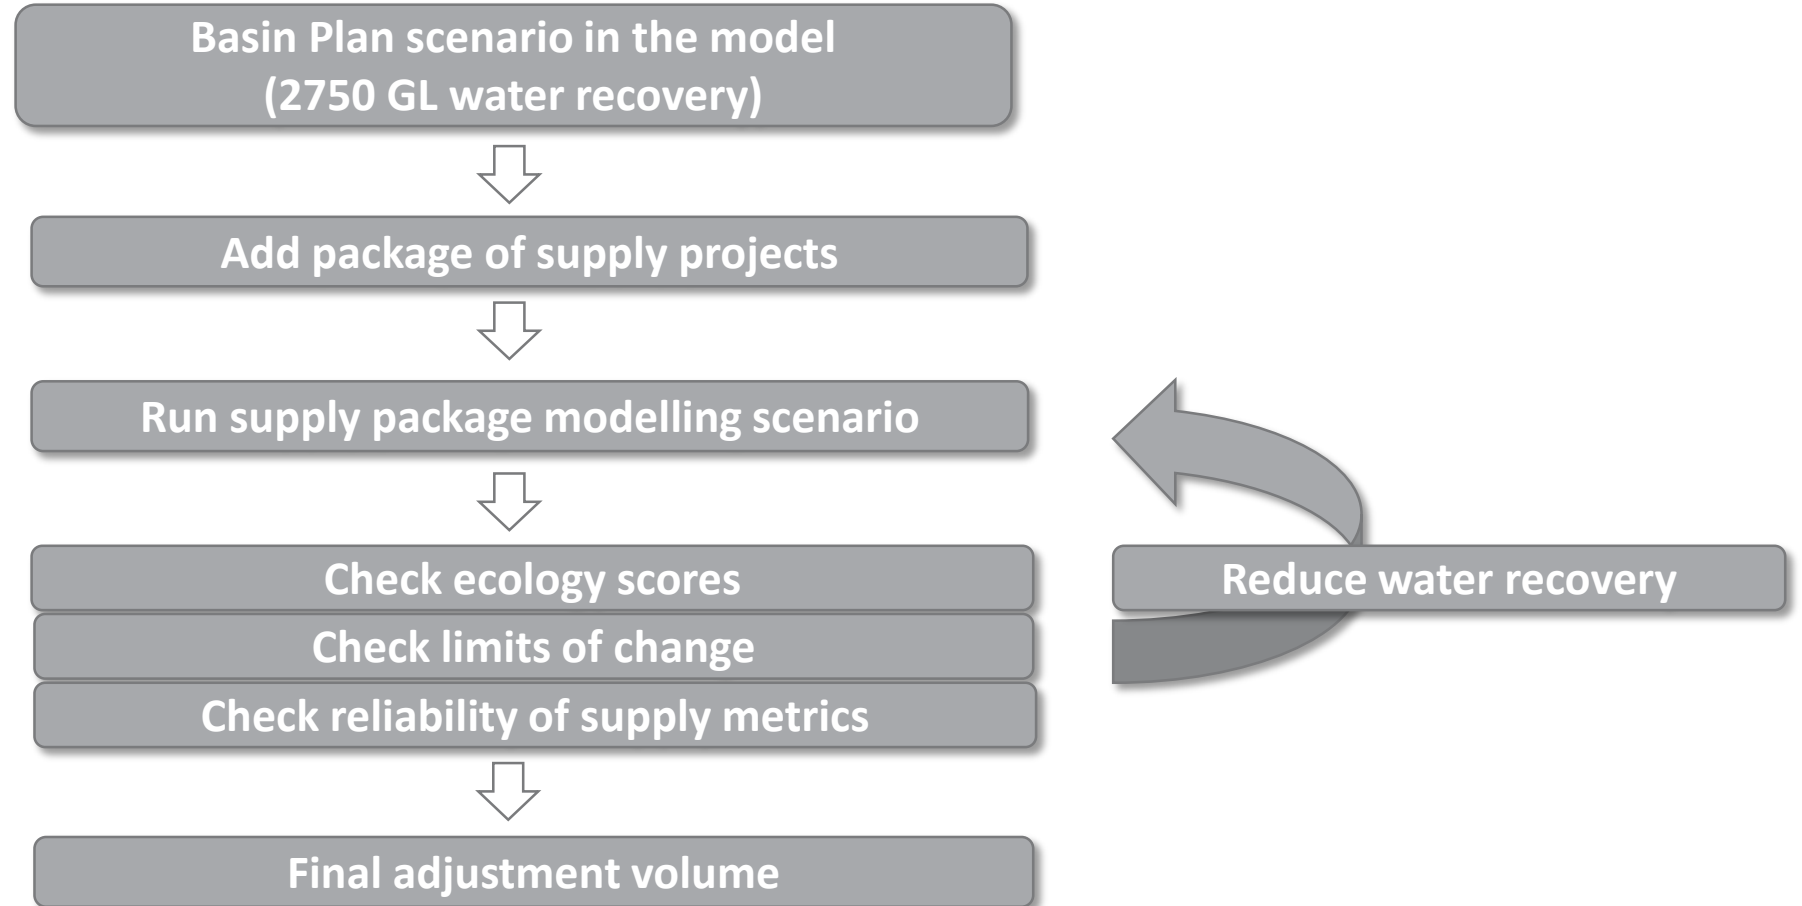 Basin Plan scenario in the model
(2750 GL water recovery)
Add package of supply projects
Run supply package modelling scenario
Check ecology scores
Reduce water recovery
Check limits of change
Check reliability of supply metrics
Final adjustment volume